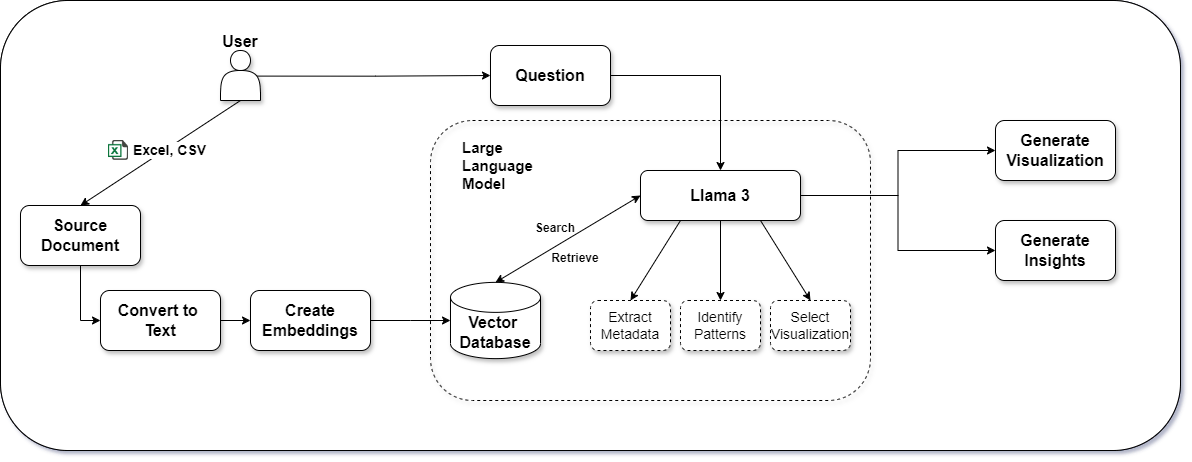 User
Question
Excel, CSV
Large
Language
Model
Generate
Visualization
Llama 3
Source
Document
Search
Retrieve
Generate
Insights
Convert to
Text
Create
Embeddings
Vector
Database
Extract
Metadata
Identify
Patterns
Select
Visualization